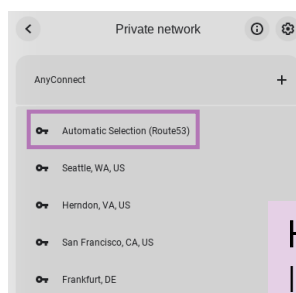 Private network
AnyConnect
Automatic Selection (Route53)
Seattle, WA, US
Herndon, VA, US
San Francisco, CA, US
Frankfurt, DE